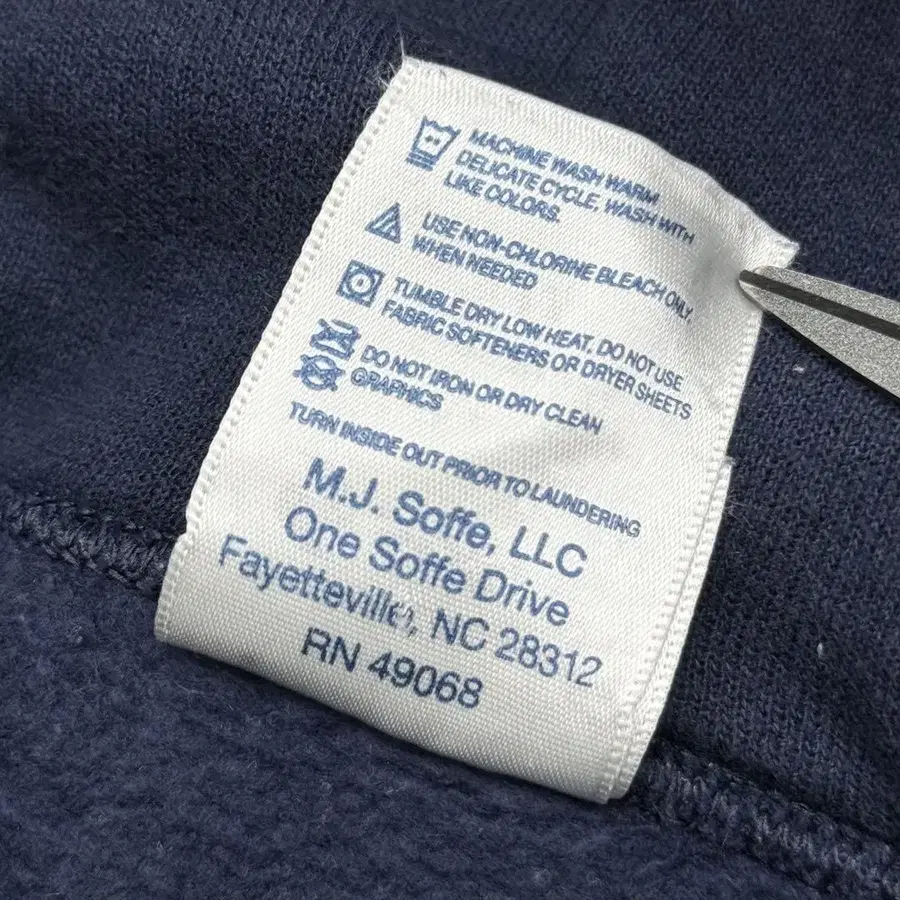 MACHINE WASH WARM
DELICATE CYCLE, WASH WITH
LIKE COLORS.
USE NON-CHLORINE BLEACH ONLY.
WHEN NEEDED
TUMBLE DRY LOW HEAT. DO NOT USE
FABRIC SOFTENERS OR DRYER SHEETS
DO NOT IRON OR DRY CLEAN
GRAPHICS
TURN INSIDE OUT PRIOR TO LAUNDERING
M.J. Soffe, LLC
One Soffe Drive
Fayetteville, NC 28312
RN 49068